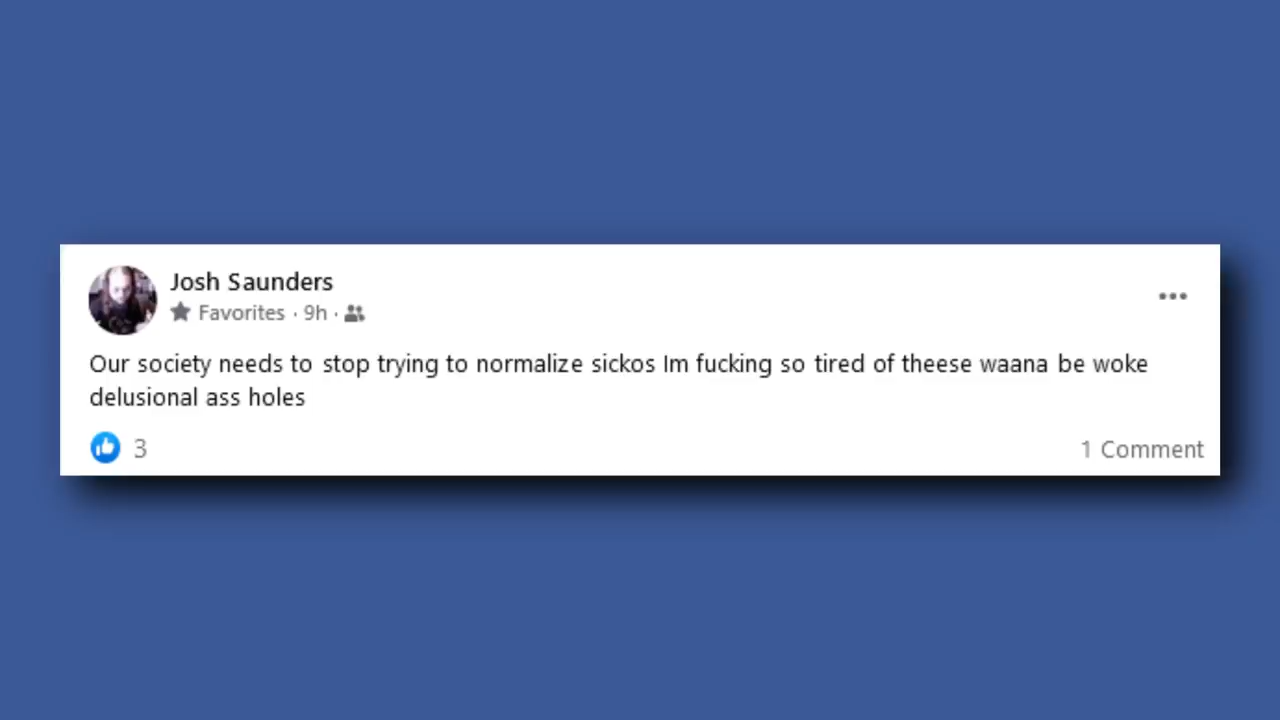 Josh Saunders
Favorites · 9h ·
Our society needs to stop trying to normalize sickos Im fucking so tired of theese waana be woke
delusional ass holes
3
1 Comment